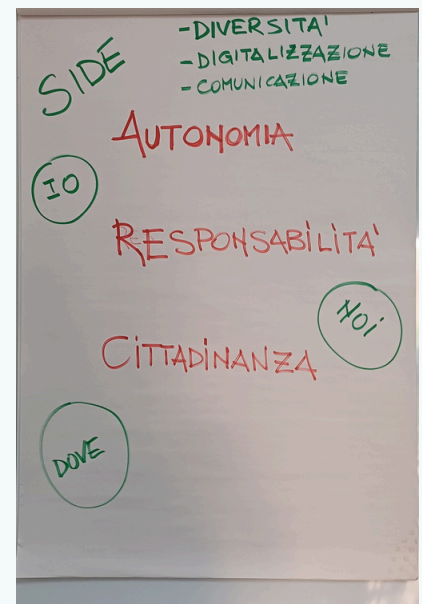 SIDE
-DIVERSITA'
-DIGITALIZZAZIONE
-COMUNICAZIONE
AUTONOMIA
IO
RESPONSABILITA'
NOI
CITTADINANZA
DOVE